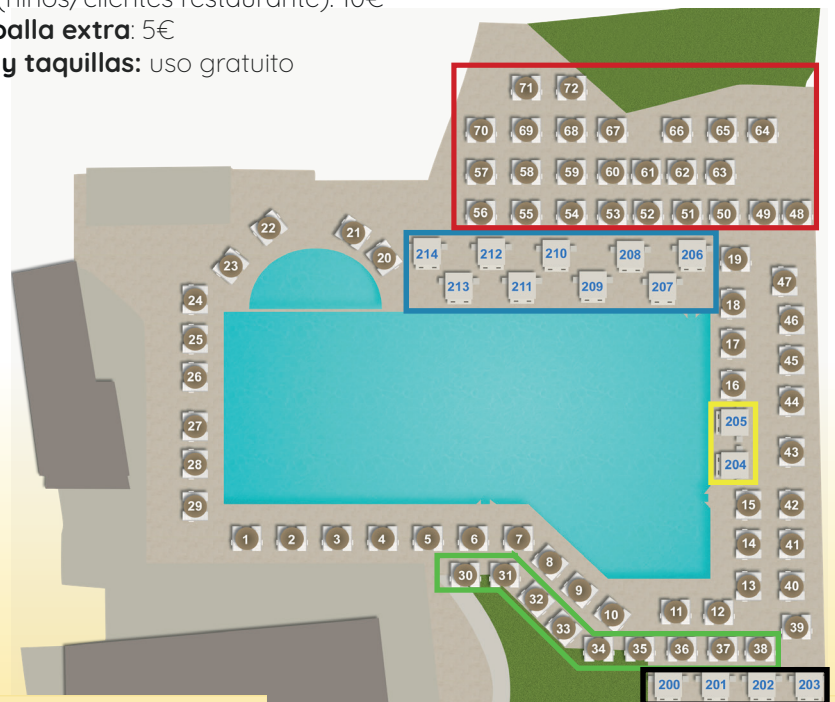 (niños/clientes restaurante): 10€
alla extra: 5€
y taquillas: uso gratuito
71 72
70 69 68 67 66 65 64
57 58 59 60 61 62 63
56 55 54 53 52 51 50 49 48
22 21
23 20
214 212 210 208 206 19
213 211 209 207 47
24 18 46
25 17 45
26 16 44
27 205 43
28 204
29 15 42
1 2 3 4 5 6 7 14 41
8
30 31 9 13 40
32 10 11 12
33 39
34 35 36 37 38
200 201 202 203